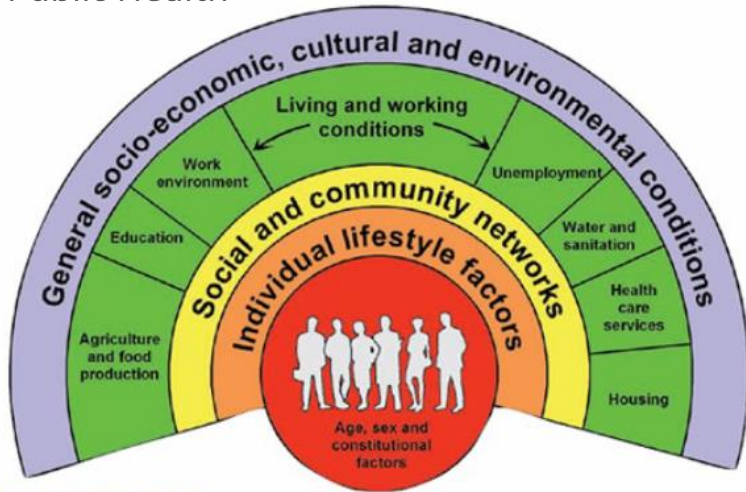 Public Health
General socio-economic, cultural and environmental conditions
Living and working
conditions
Work
environment
Unemployment
Education
Water and
sanitation
Agriculture
and food
production
Health
care
services
Housing
Social and community networks
Individual lifestyle factors
Age, sex and
constitutional
factors